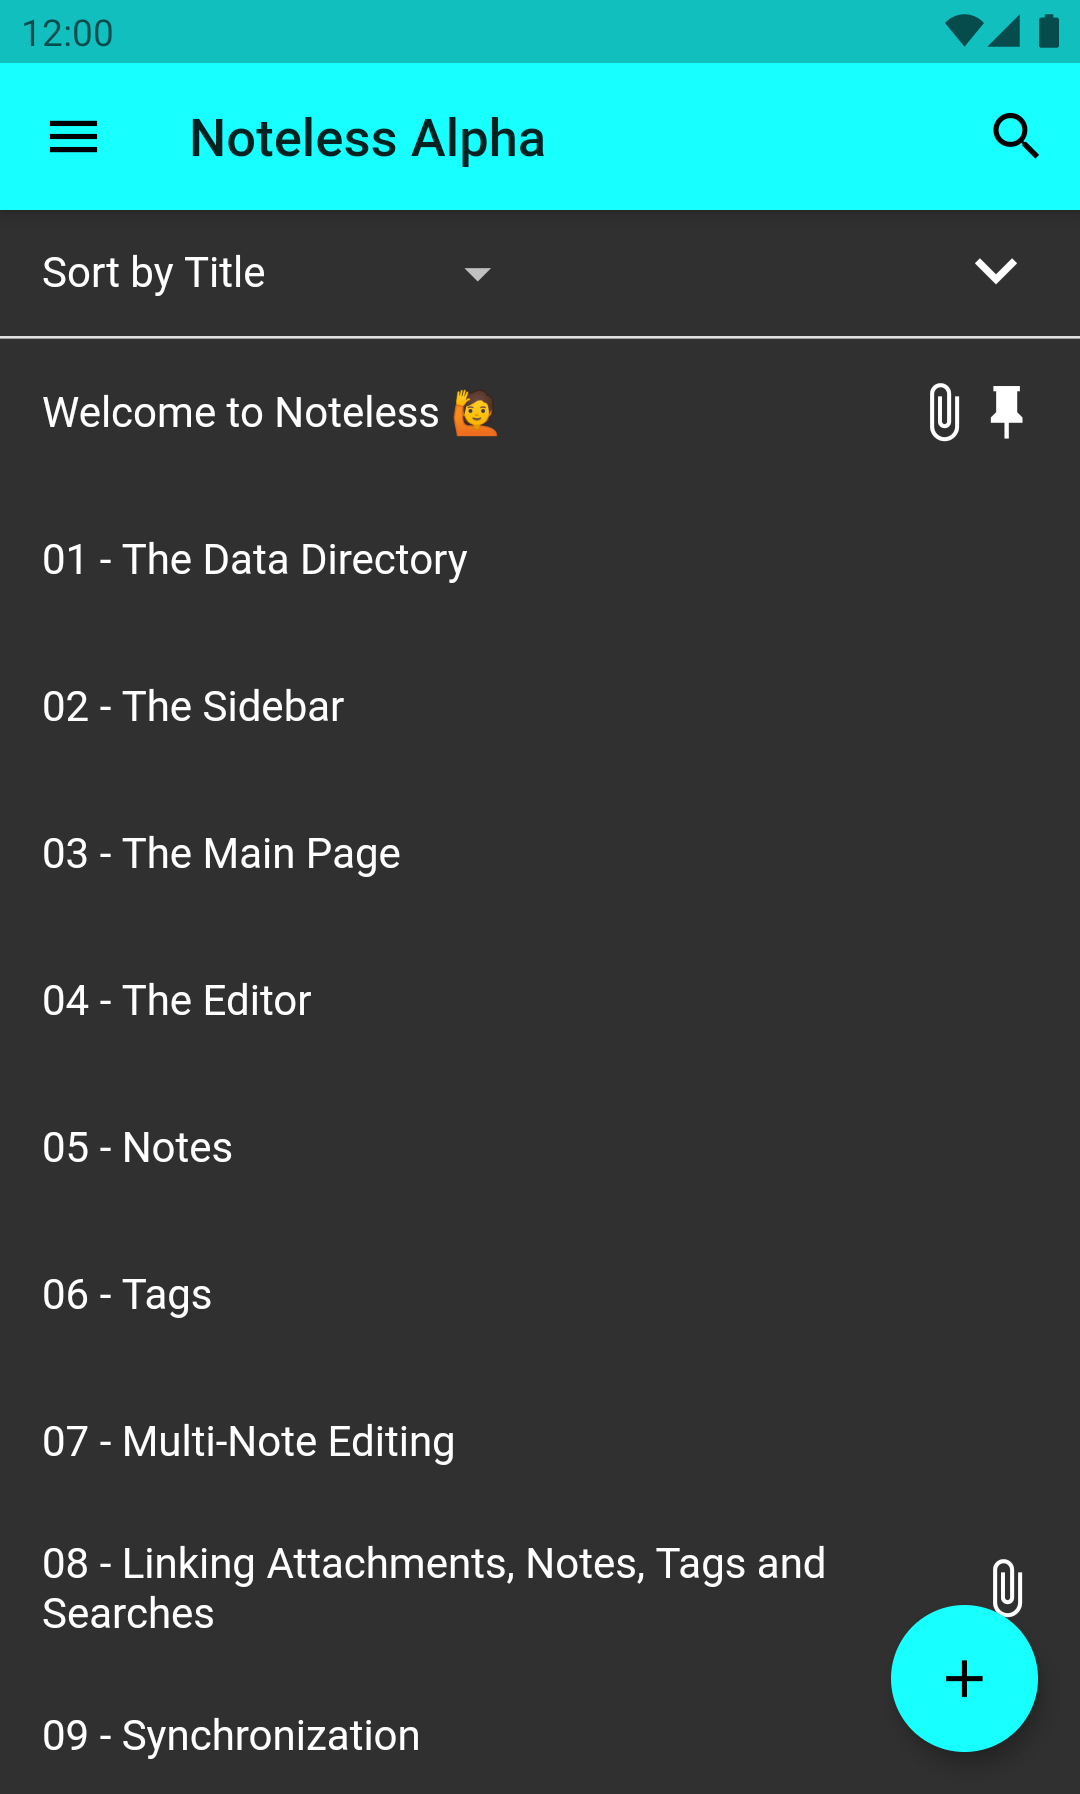 12:00
Noteless Alpha
Sort by Title
Welcome to Noteless 🙋
01 - The Data Directory
02 - The Sidebar
03 - The Main Page
04 - The Editor
05 - Notes
06 - Tags
07 - Multi-Note Editing
08 - Linking Attachments, Notes, Tags and
Searches
09 - Synchronization